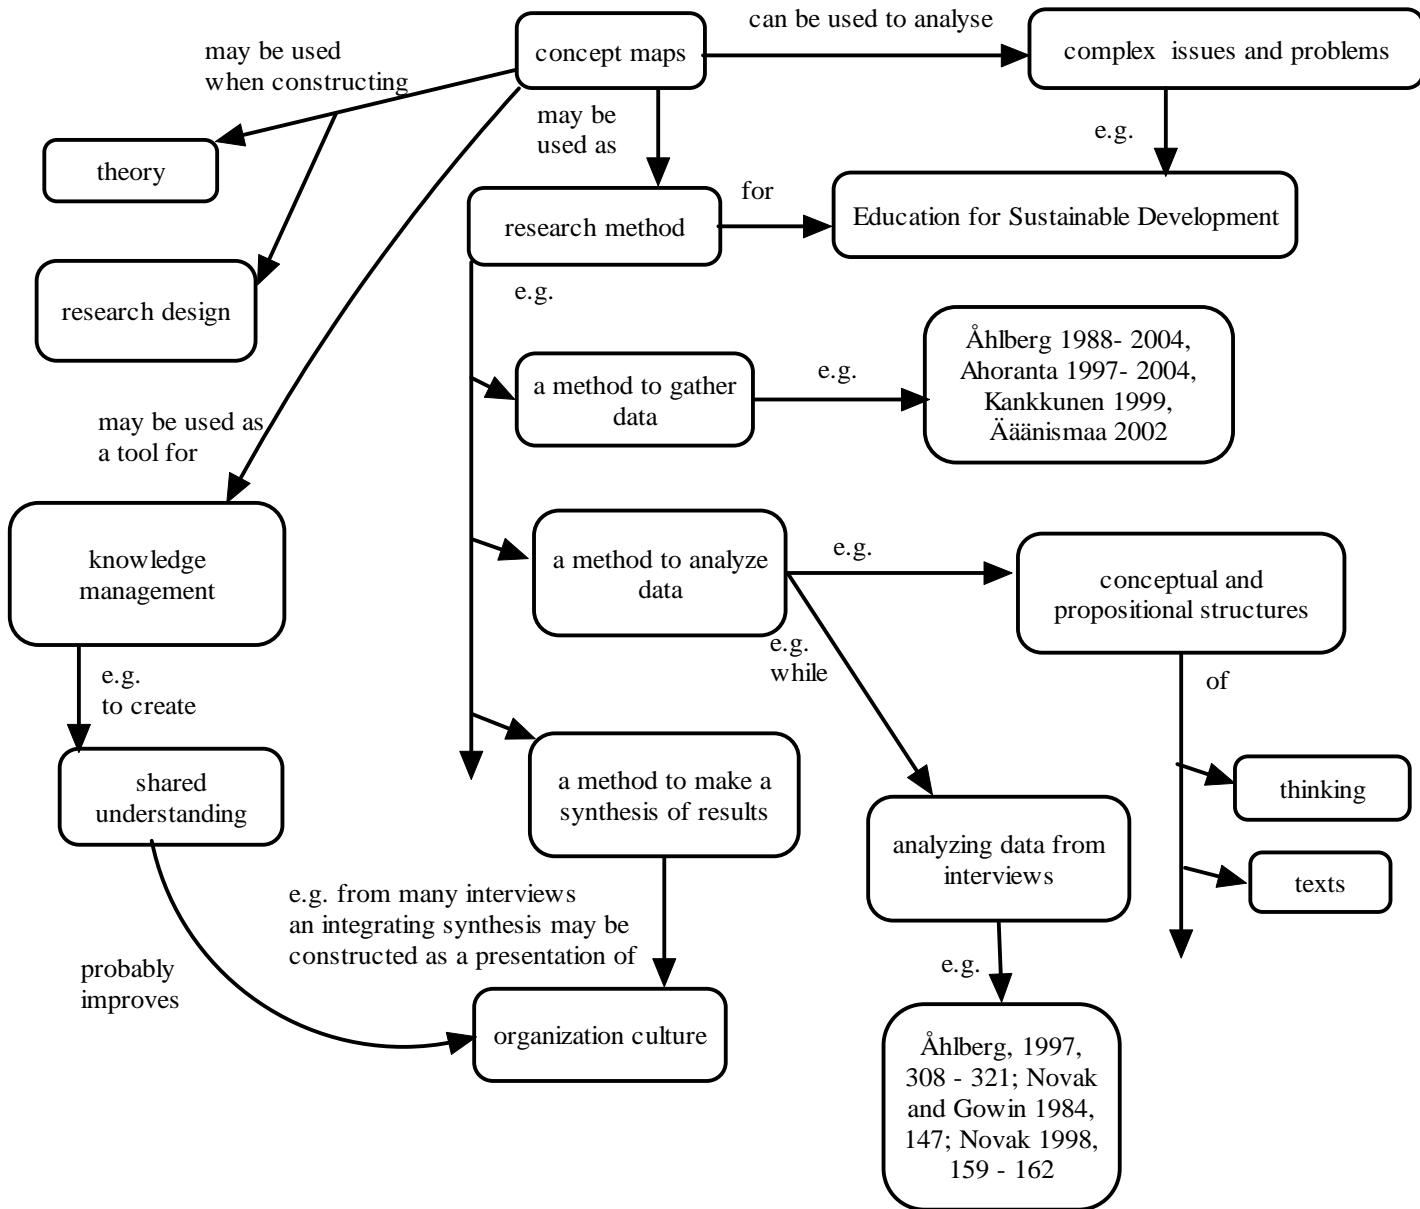 can be used to analyse
concept maps
complex  issues and problems
may be used
when constructing
may be
used as
e.g.
theory
research method
for
Education for Sustainable Development
research design
e.g.
a method to gather
data
e.g.
Åhlberg 1988- 2004,
Ahoranta 1997- 2004,
Kankkunen 1999,
Ääänismaa 2002
may be used as
a tool for
knowledge
management
a method to analyze
data
e.g.
conceptual and
propositional structures
e.g.
while
of
e.g.
to create
shared
understanding
a method to make a
synthesis of results
thinking
analyzing data from
interviews
texts
e.g. from many interviews
an integrating synthesis may be
constructed as a presentation of
probably
improves
e.g.
organization culture
Åhlberg, 1997,
308 - 321; Novak
and Gowin 1984,
147; Novak 1998,
159 - 162